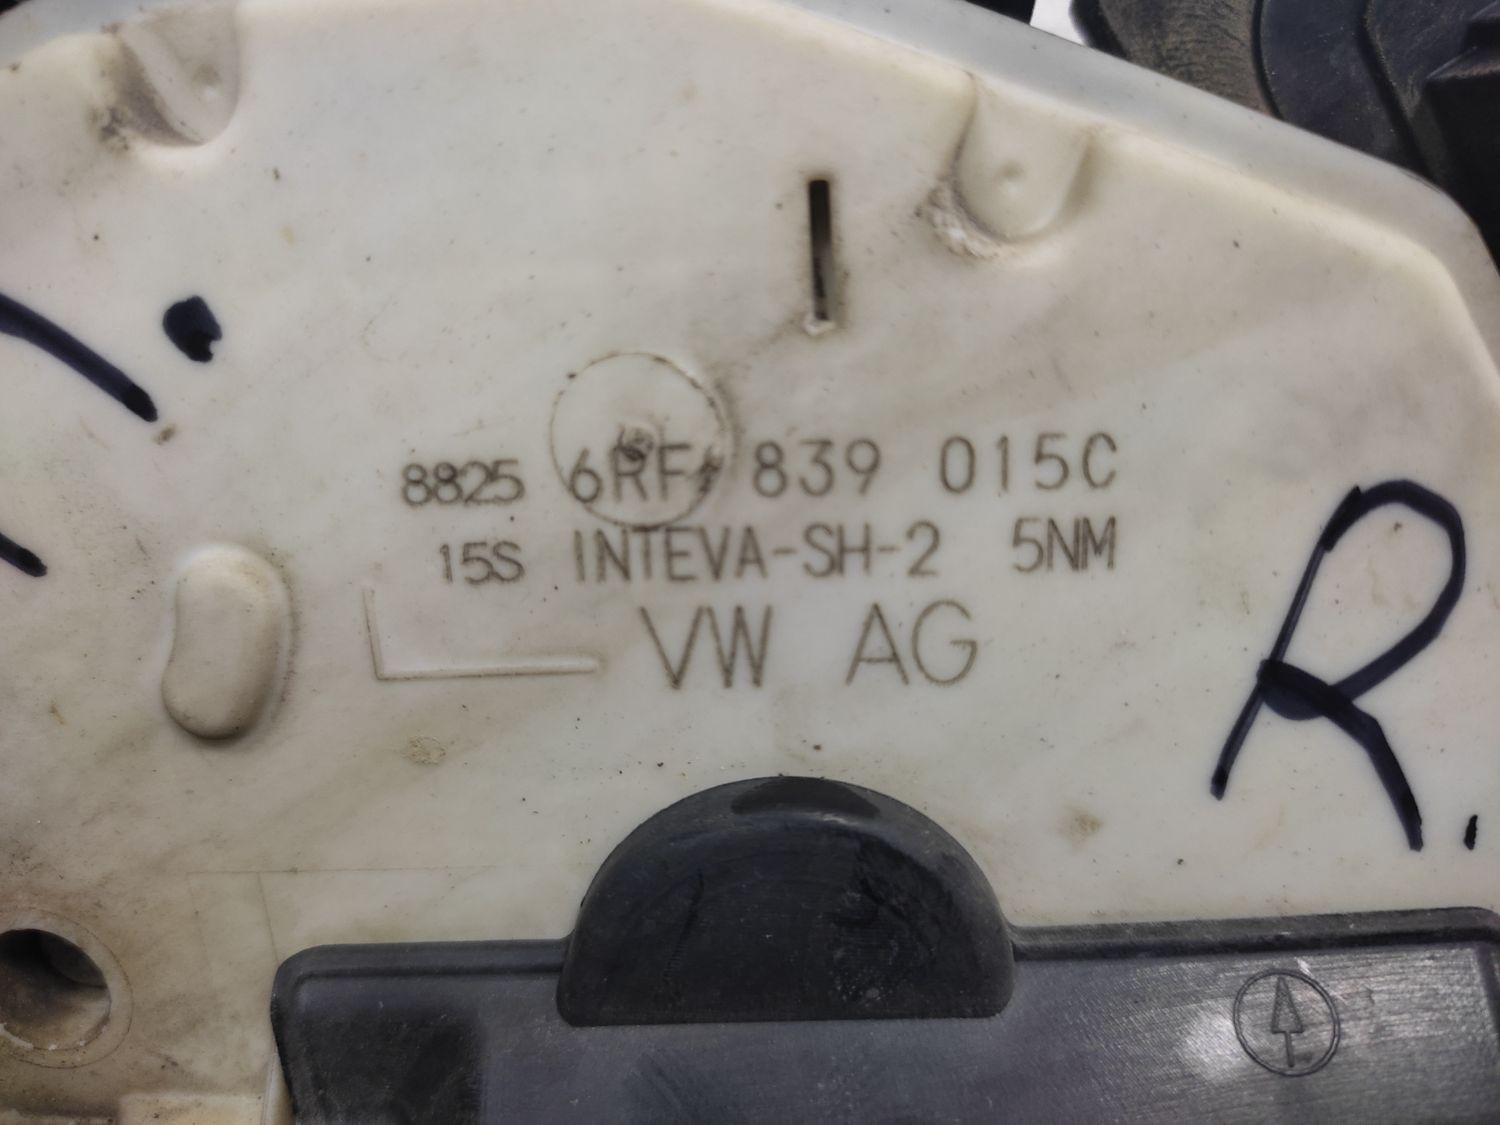 8825 6RF 839 015C
15S INTEVA-SH-2 5NM
VW AG
R.